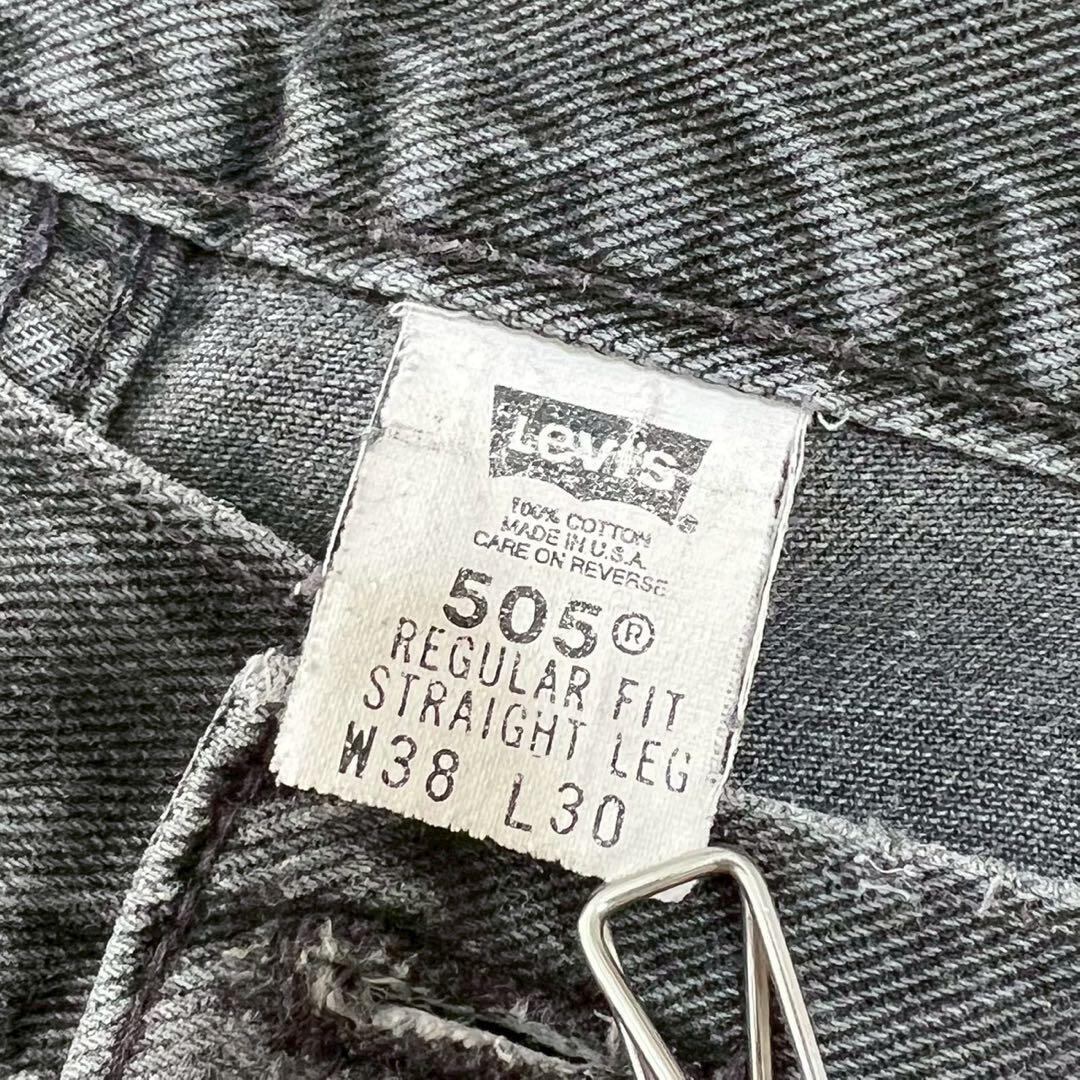 Levi's ®
100% COTTON
MADE IN U.S.A.
CARE ON REVERSE
505®
REGULAR FIT
STRAIGHT LEG
W38 L30